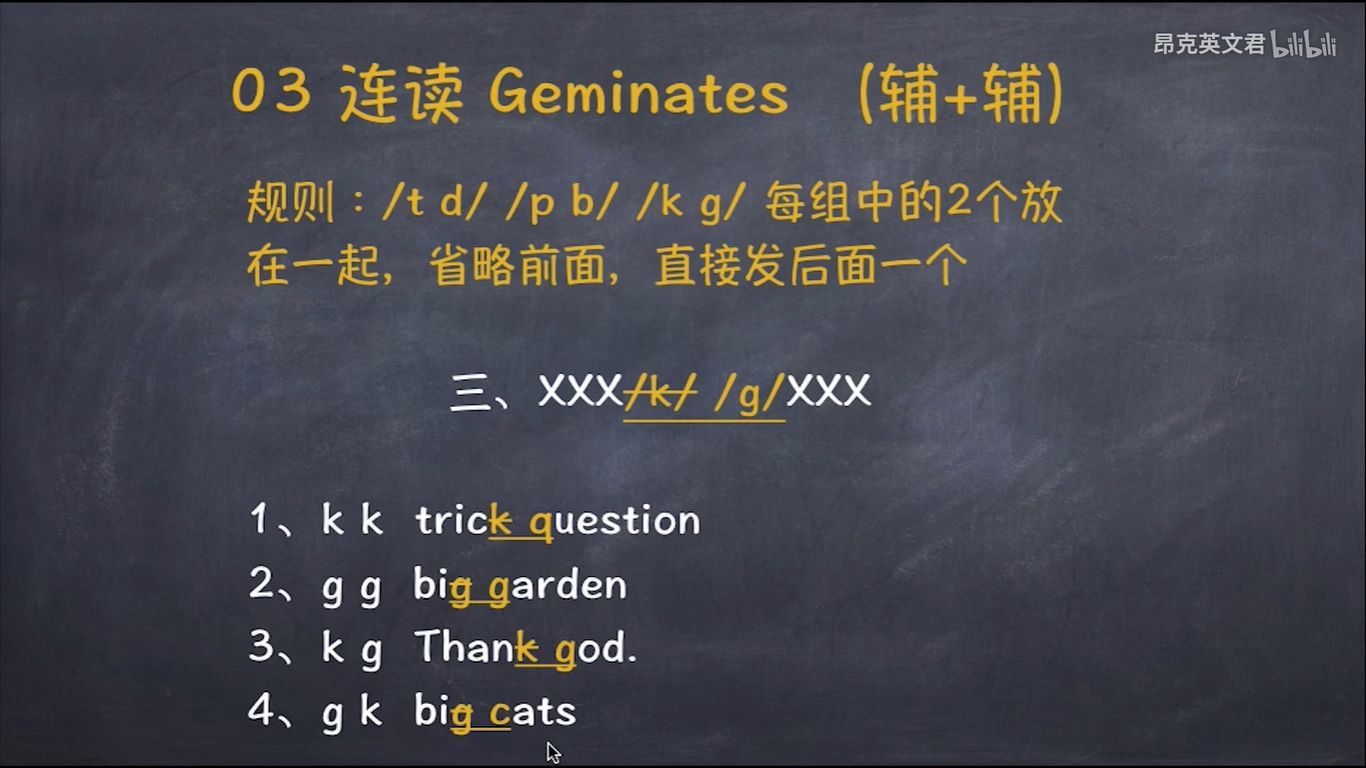 昂克英文君 bilibili
03 连读 Geminates （辅+辅）
规则：/t d/ /p b/ /k g/ 每组中的2个放
在一起，省略前面，直接发后面一个
三、XXX/k/ /g/XXX
1、k k trick question
2、g g big garden
3、k g Thank god.
4、g k big cats